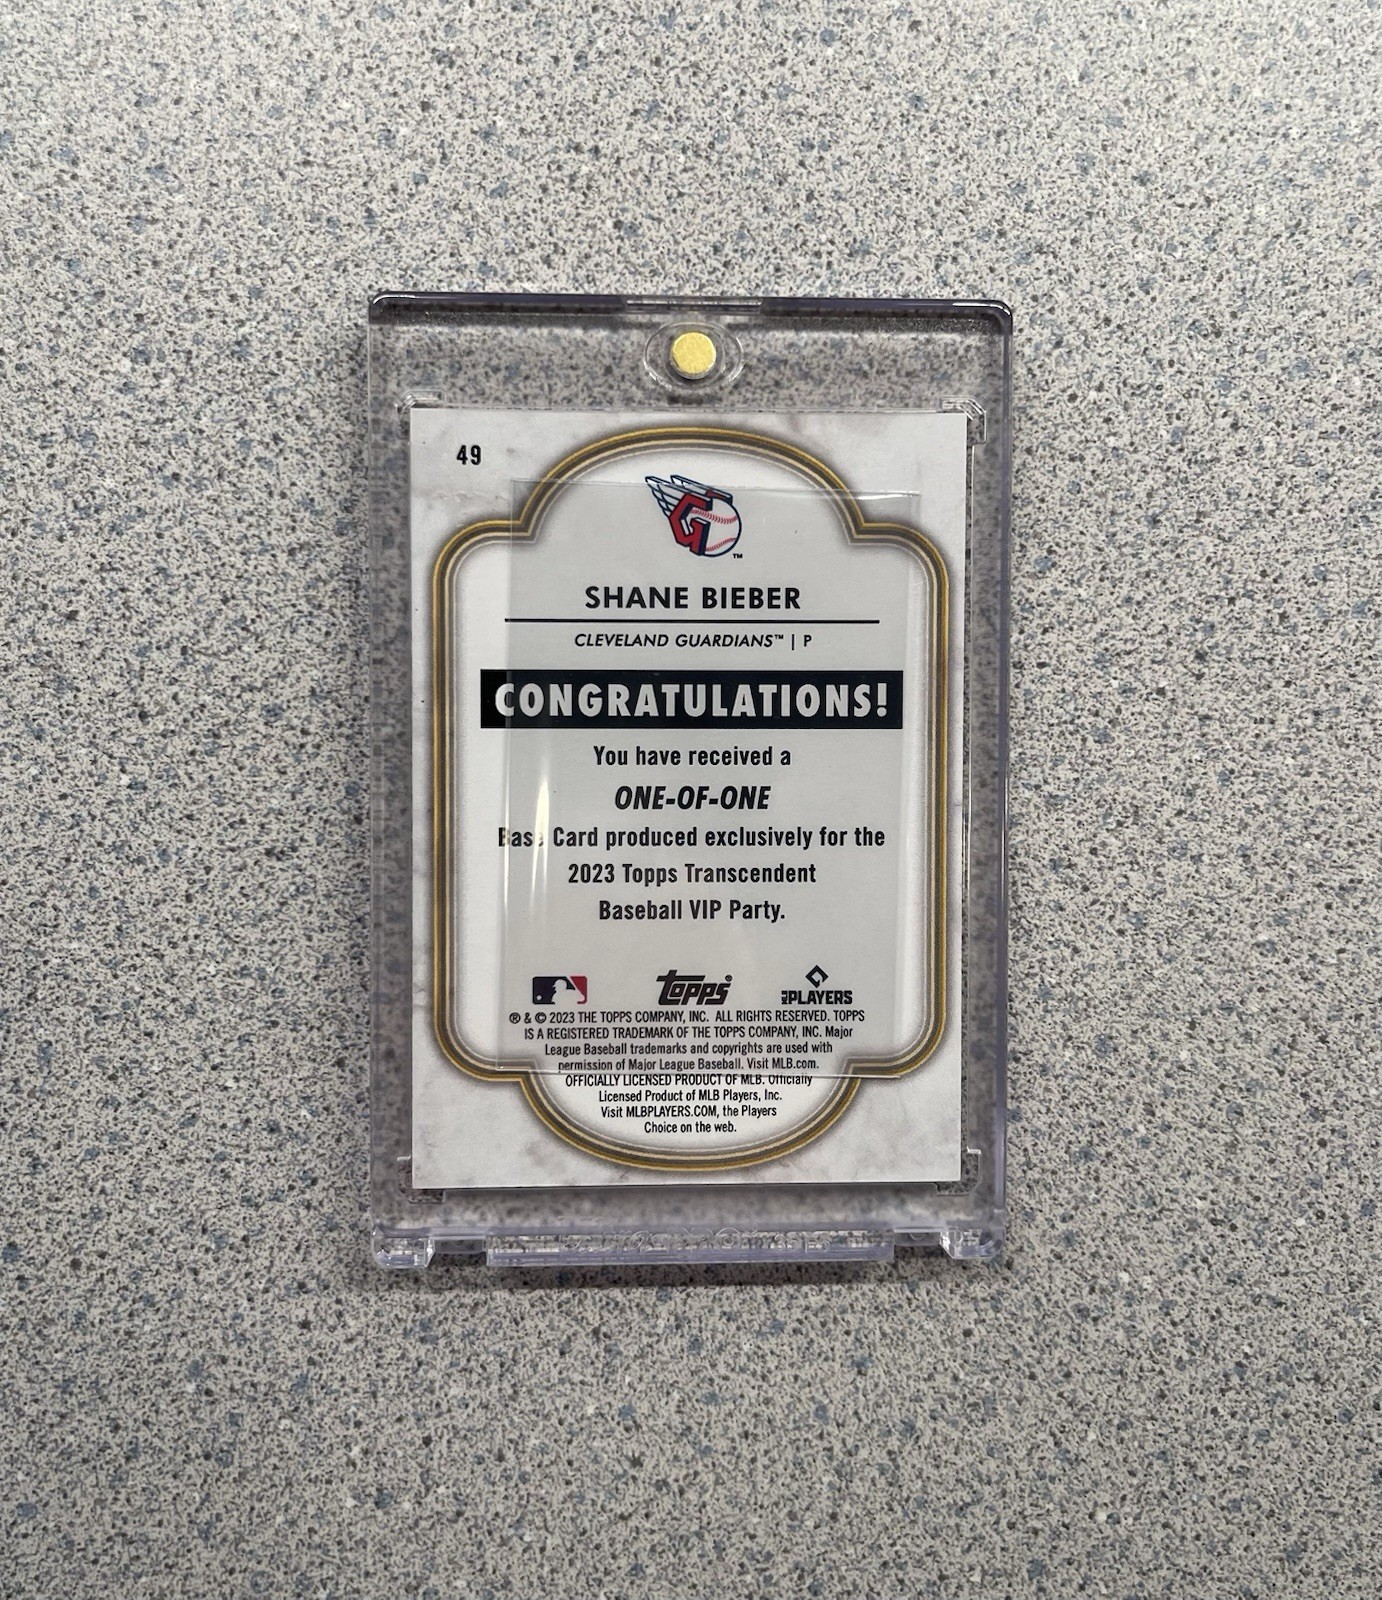 49
TM
SHANE BIEBER
CLEVELAND GUARDIANS™ | P
CONGRATULATIONS!
You have received a
ONE-OF-ONE
Base Card produced exclusively for the
2023 Topps Transcendent
Baseball VIP Party.
topps® PLAYERS
® & © 2023 THE TOPPS COMPANY, INC. ALL RIGHTS RESERVED. TOPPS
IS A REGISTERED TRADEMARK OF THE TOPPS COMPANY, INC. Major
League Baseball trademarks and copyrights are used with
permission of Major League Baseball. Visit MLB.com.
OFFICIALLY LICENSED PRODUCT OF MLB. Officially
Licensed Product of MLB Players, Inc.
Visit MLBPLAYERS.COM, the Players
Choice on the web.